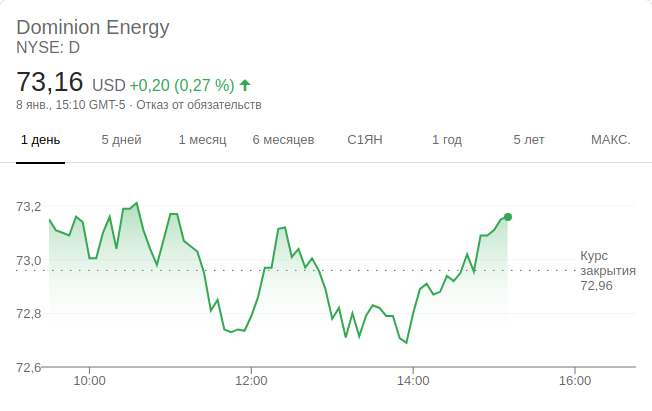 Dominion Energy
NYSE: D
73,16 USD +0,20 (0,27 %)
8 янв., 15:10 GMT-5 · Отказ от обязательств
1 день 5 дней 1 месяц 6 месяцев С1ЯН 1 год 5 лет МАКС.
73,2
73,0
72,8
72,6
Курс
закрытия
72,96
10:00 12:00 14:00 16:00